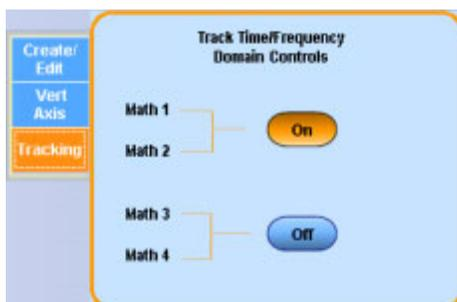 Create/
Edit
Vert
Axis
Tracking
Track Time/Frequency
Domain Controls
Math 1
Math 2
On
Math 3
Math 4
Off